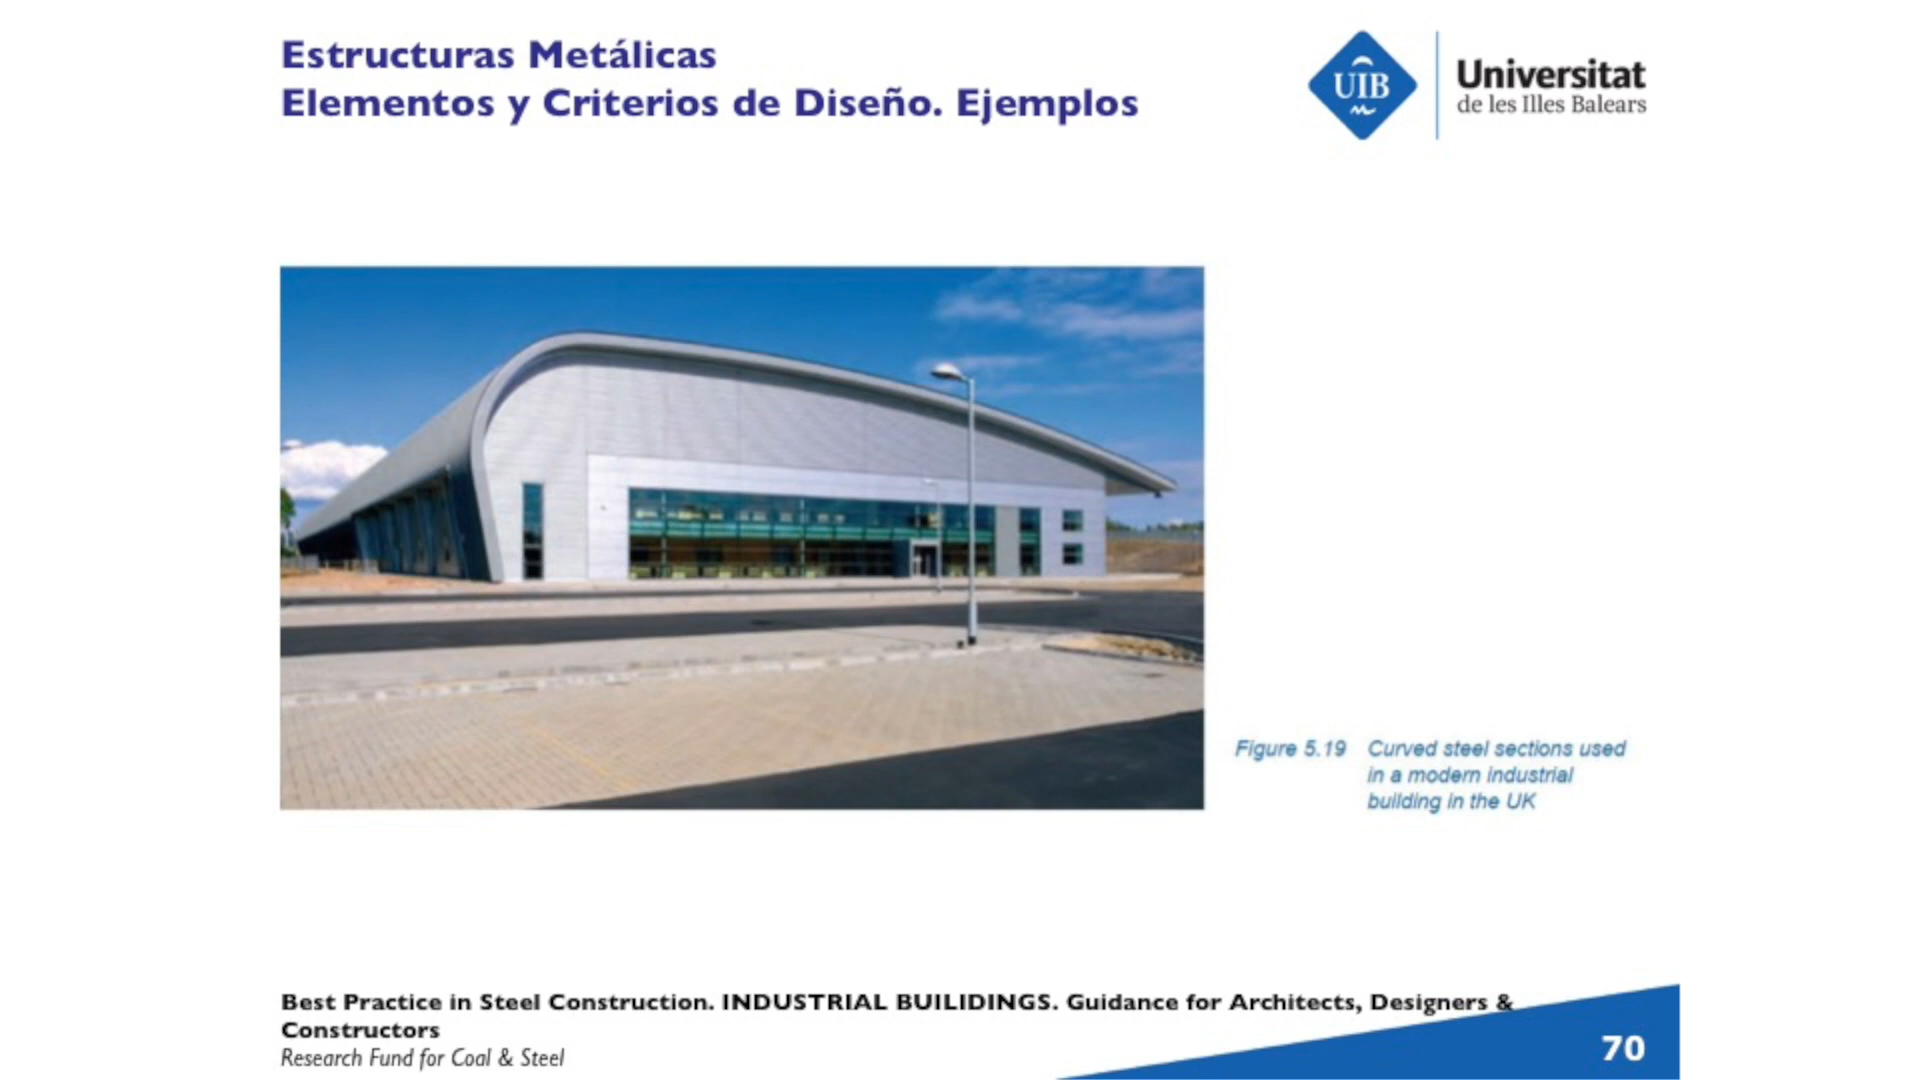 Estructuras Metálicas
Elementos y Criterios de Diseño. Ejemplos
UIB
Universitat
de les Illes Balears
Figure 5.19 Curved steel sections used
in a modern industrial
building in the UK
Best Practice in Steel Construction. INDUSTRIAL BUILIDINGS. Guidance for Architects, Designers &
Constructors
Research Fund for Coal & Steel
70